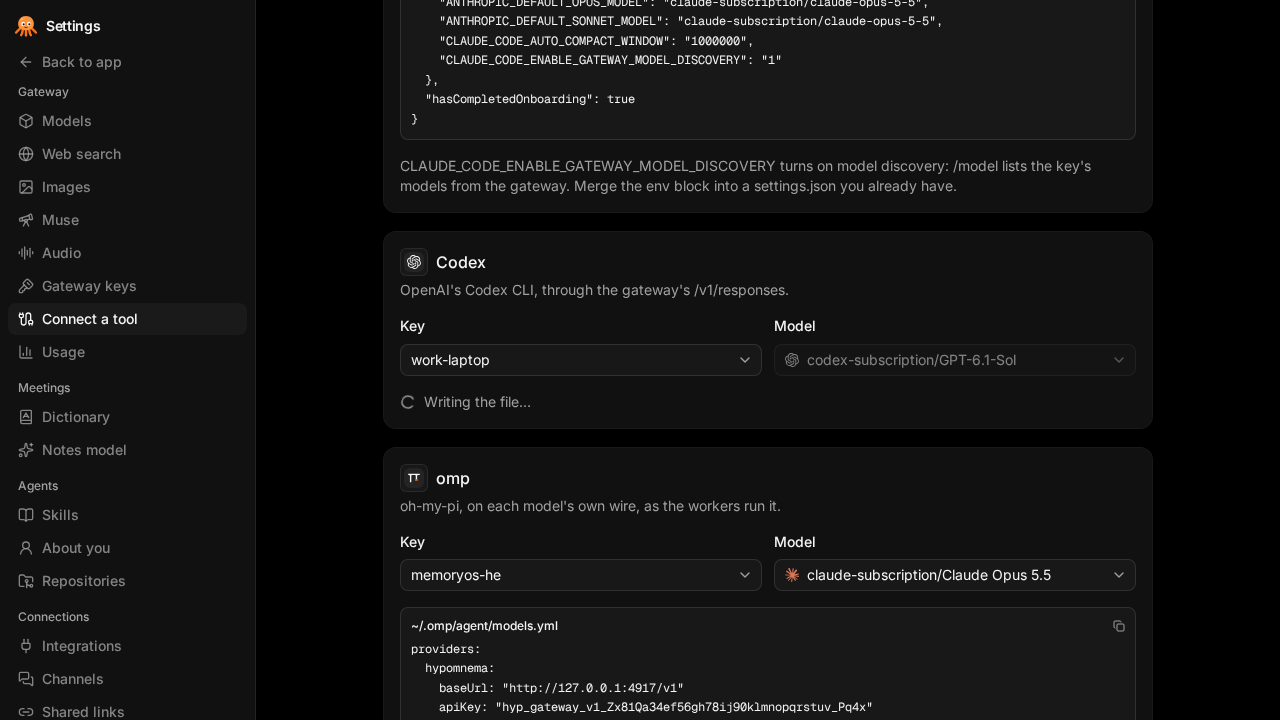 Settings
Back to app
Gateway
Models
Web search
Images
Muse
Audio
Gateway keys
Connect a tool
Usage
Meetings
Dictionary
Notes model
Agents
Skills
About you
Repositories
Connections
Integrations
Channels
Shared links
"ANTHROPIC_DEFAULT_OPUS_MODEL": "claude-subscription/claude-opus-5-5",
"ANTHROPIC_DEFAULT_SONNET_MODEL": "claude-subscription/claude-opus-5-5",
"CLAUDE_CODE_AUTO_COMPACT_WINDOW": "1000000",
"CLAUDE_CODE_ENABLE_GATEWAY_MODEL_DISCOVERY": "1"
},
"hasCompletedOnboarding": true
}
CLAUDE_CODE_ENABLE_GATEWAY_MODEL_DISCOVERY turns on model discovery: /model lists the key's
models from the gateway. Merge the env block into a settings.json you already have.
Codex
OpenAI's Codex CLI, through the gateway's /v1/responses.
Key Model
work-laptop codex-subscription/GPT-6.1-Sol
Writing the file...
omp
oh-my-pi, on each model's own wire, as the workers run it.
Key Model
memoryos-he claude-subscription/Claude Opus 5.5
~/.omp/agent/models.yml
providers:
hypomnema:
baseUrl: "http://127.0.0.1:4917/v1"
apiKey: "hyp_gateway_v1_Zx81Qa34ef56gh78ij90klmnopqrstuv_Pq4x"